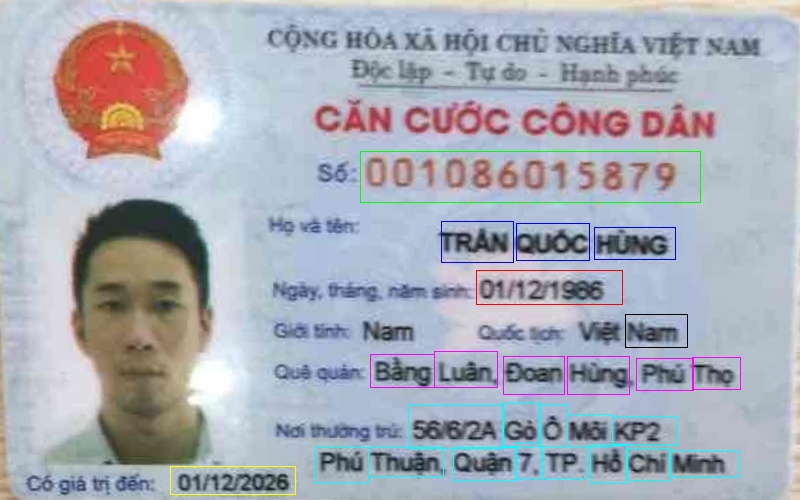 CỘNG HÒA XÃ HỘI CHỦ NGHĨA VIỆT NAM
Độc lập - Tự do - Hạnh phúc
CĂN CƯỚC CÔNG DÂN
Số: 001086015879
Họ và tên: TRẦN QUỐC HÙNG
Ngày, tháng, năm sinh: 01/12/1986
Giới tính: Nam Quốc tịch: Việt Nam
Quê quán: Bằng Luân, Đoan Hùng, Phú Thọ
Nơi thường trú: 56/6/2A Gò Ô Môi KP2
Phú Thuận, Quận 7, TP. Hồ Chí Minh
Có giá trị đến: 01/12/2026